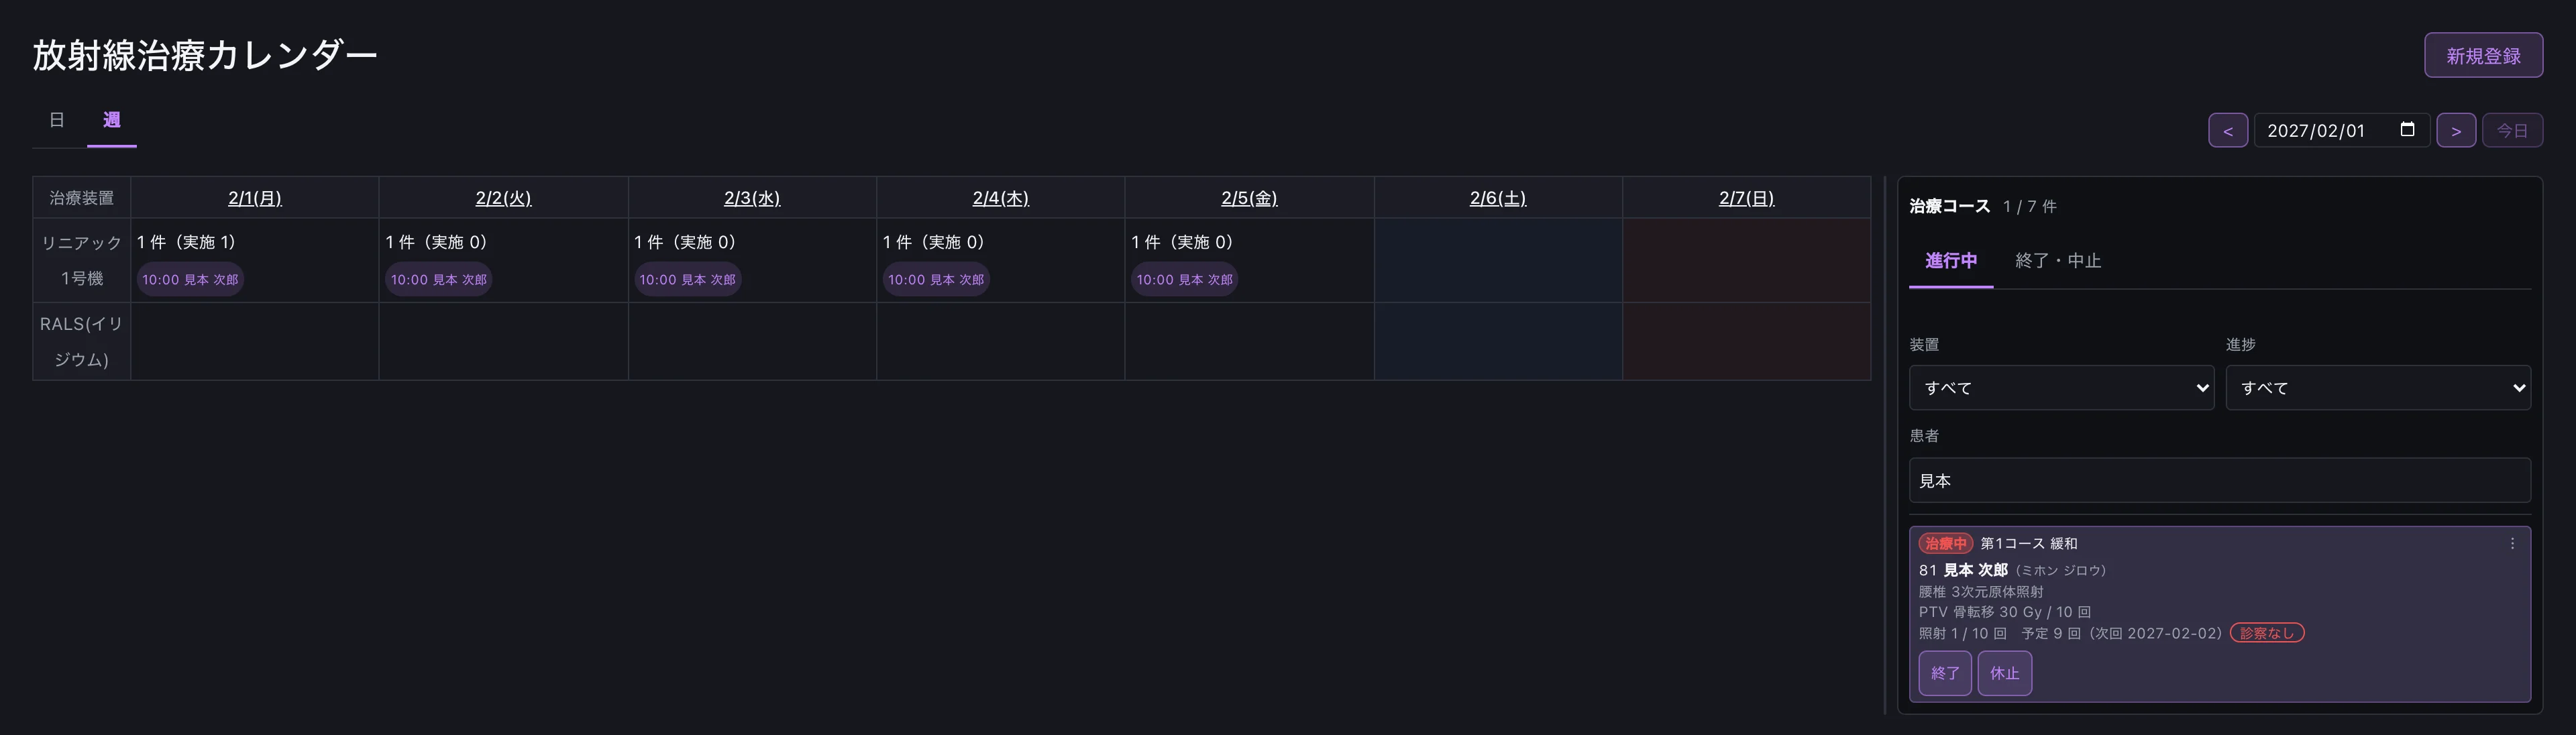 放射線治療カレンダー
新規登録
日 週
< 2027/02/01 > 今日
治療装置 2/1(月) 2/2(火) 2/3(水) 2/4(木) 2/5(金) 2/6(土) 2/7(日)
リニアック
1号機
1 件（実施 1） 1 件（実施 0） 1 件（実施 0） 1 件（実施 0） 1 件（実施 0）
10:00 見本 次郎 10:00 見本 次郎 10:00 見本 次郎 10:00 見本 次郎 10:00 見本 次郎
RALS(イリ
ジウム)
治療コース 1 / 7 件
進行中 終了・中止
装置 進捗
すべて すべて
患者
見本
治療中 第1コース 緩和 ⋮
81 見本 次郎（ミホン ジロウ）
腰椎 3次元原体照射
PTV 骨転移 30 Gy / 10 回
照射 1 / 10 回 予定 9 回（次回 2027-02-02） 診察なし
終了 休止